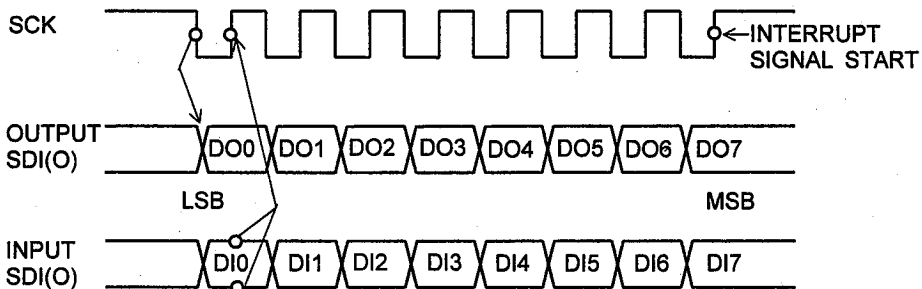 SCK
INTERRUPT
SIGNAL START
OUTPUT
SDI(O)
DO0 DO1 DO2 DO3 DO4 DO5 DO6 DO7
LSB MSB
INPUT
SDI(O)
DI0 DI1 DI2 DI3 DI4 DI5 DI6 DI7